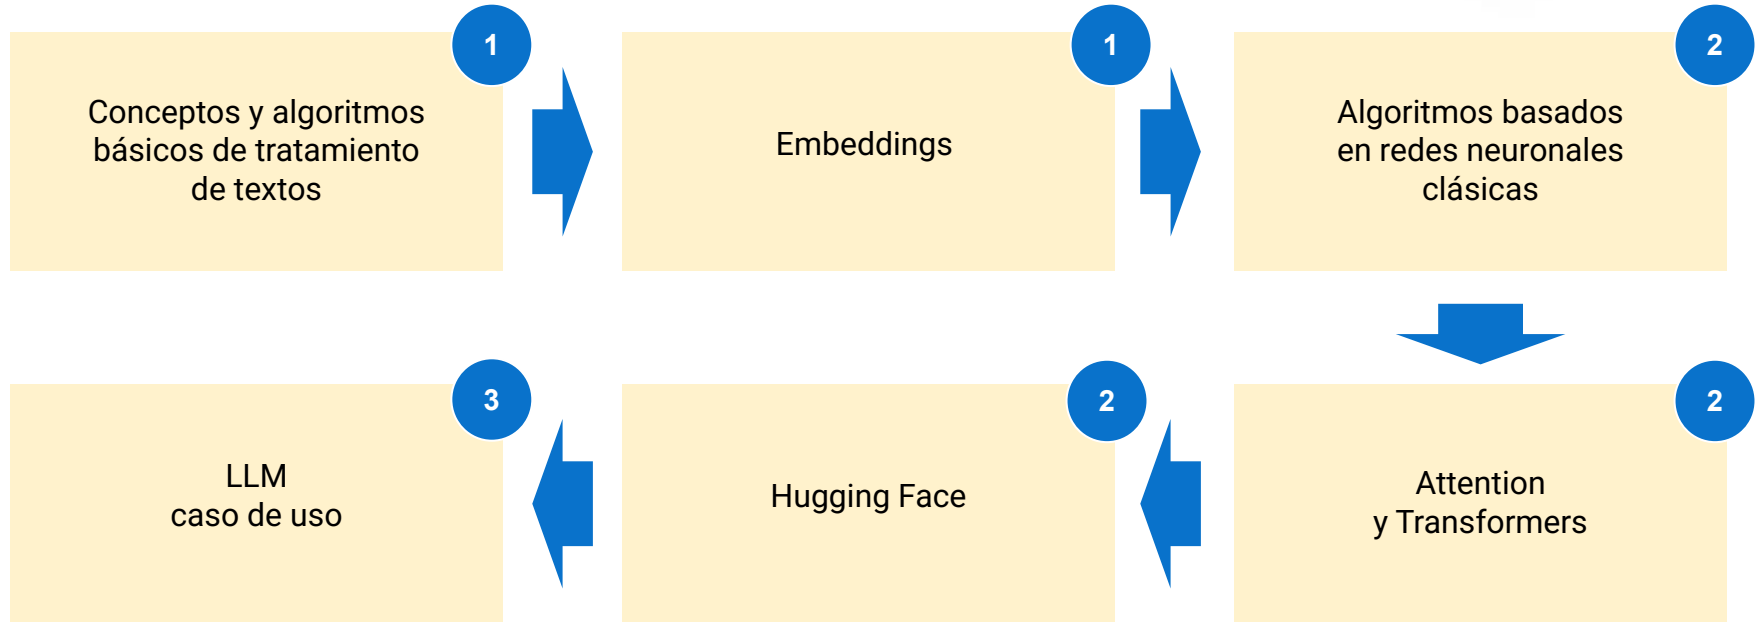 1
Conceptos y algoritmos
básicos de tratamiento
de textos
1
Embeddings
2
Algoritmos basados
en redes neuronales
clásicas
2
Attention
y Transformers
2
Hugging Face
3
LLM
caso de uso